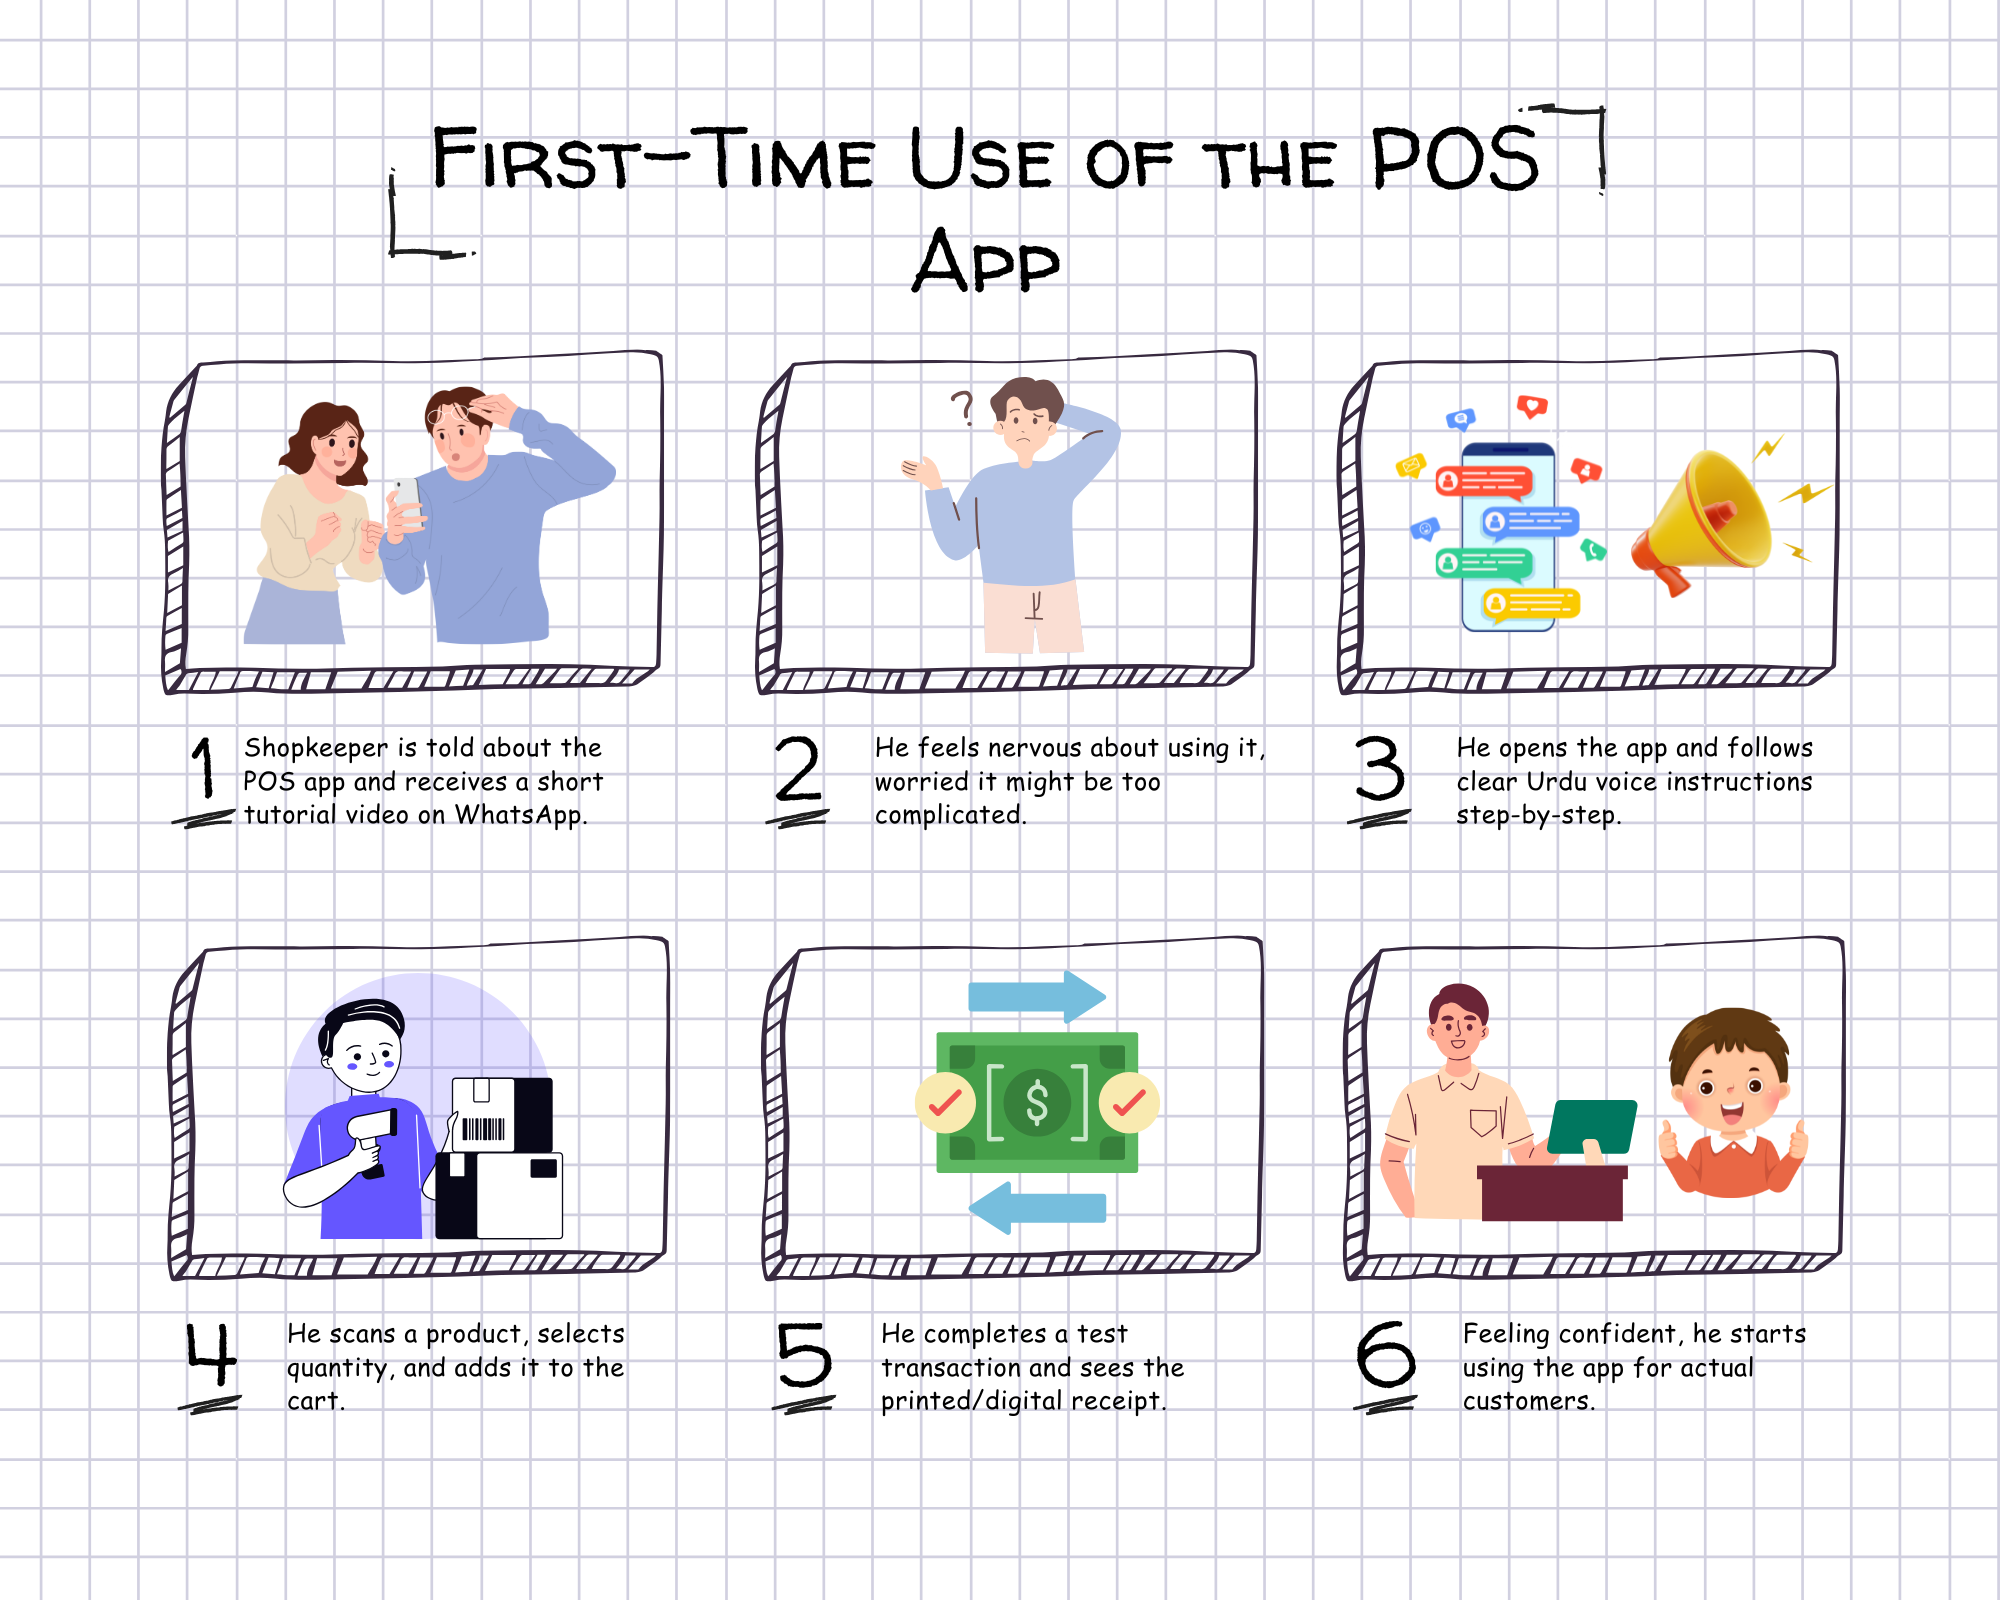 First-Time Use of the POS
App
1
Shopkeeper is told about the
POS app and receives a short
tutorial video on WhatsApp.
2
He feels nervous about using it,
worried it might be too
complicated.
3
He opens the app and follows
clear Urdu voice instructions
step-by-step.
4
He scans a product, selects
quantity, and adds it to the
cart.
5
He completes a test
transaction and sees the
printed/digital receipt.
6
Feeling confident, he starts
using the app for actual
customers.